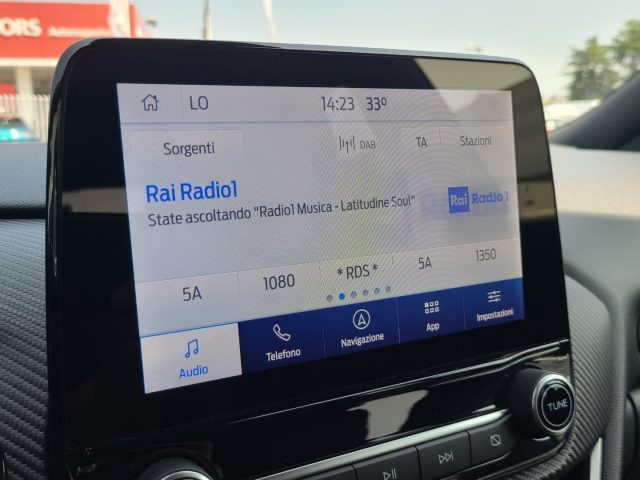 ORS
LO 14:23 33°
Sorgenti DAB TA Stazioni
Rai Radio1
State ascoltando "Radio1 Musica - Latitudine Soul"
Rai Radio 1
5A 1080 *RDS* 5A 1350
Audio Telefono Navigazione App Impostazioni
TUNE